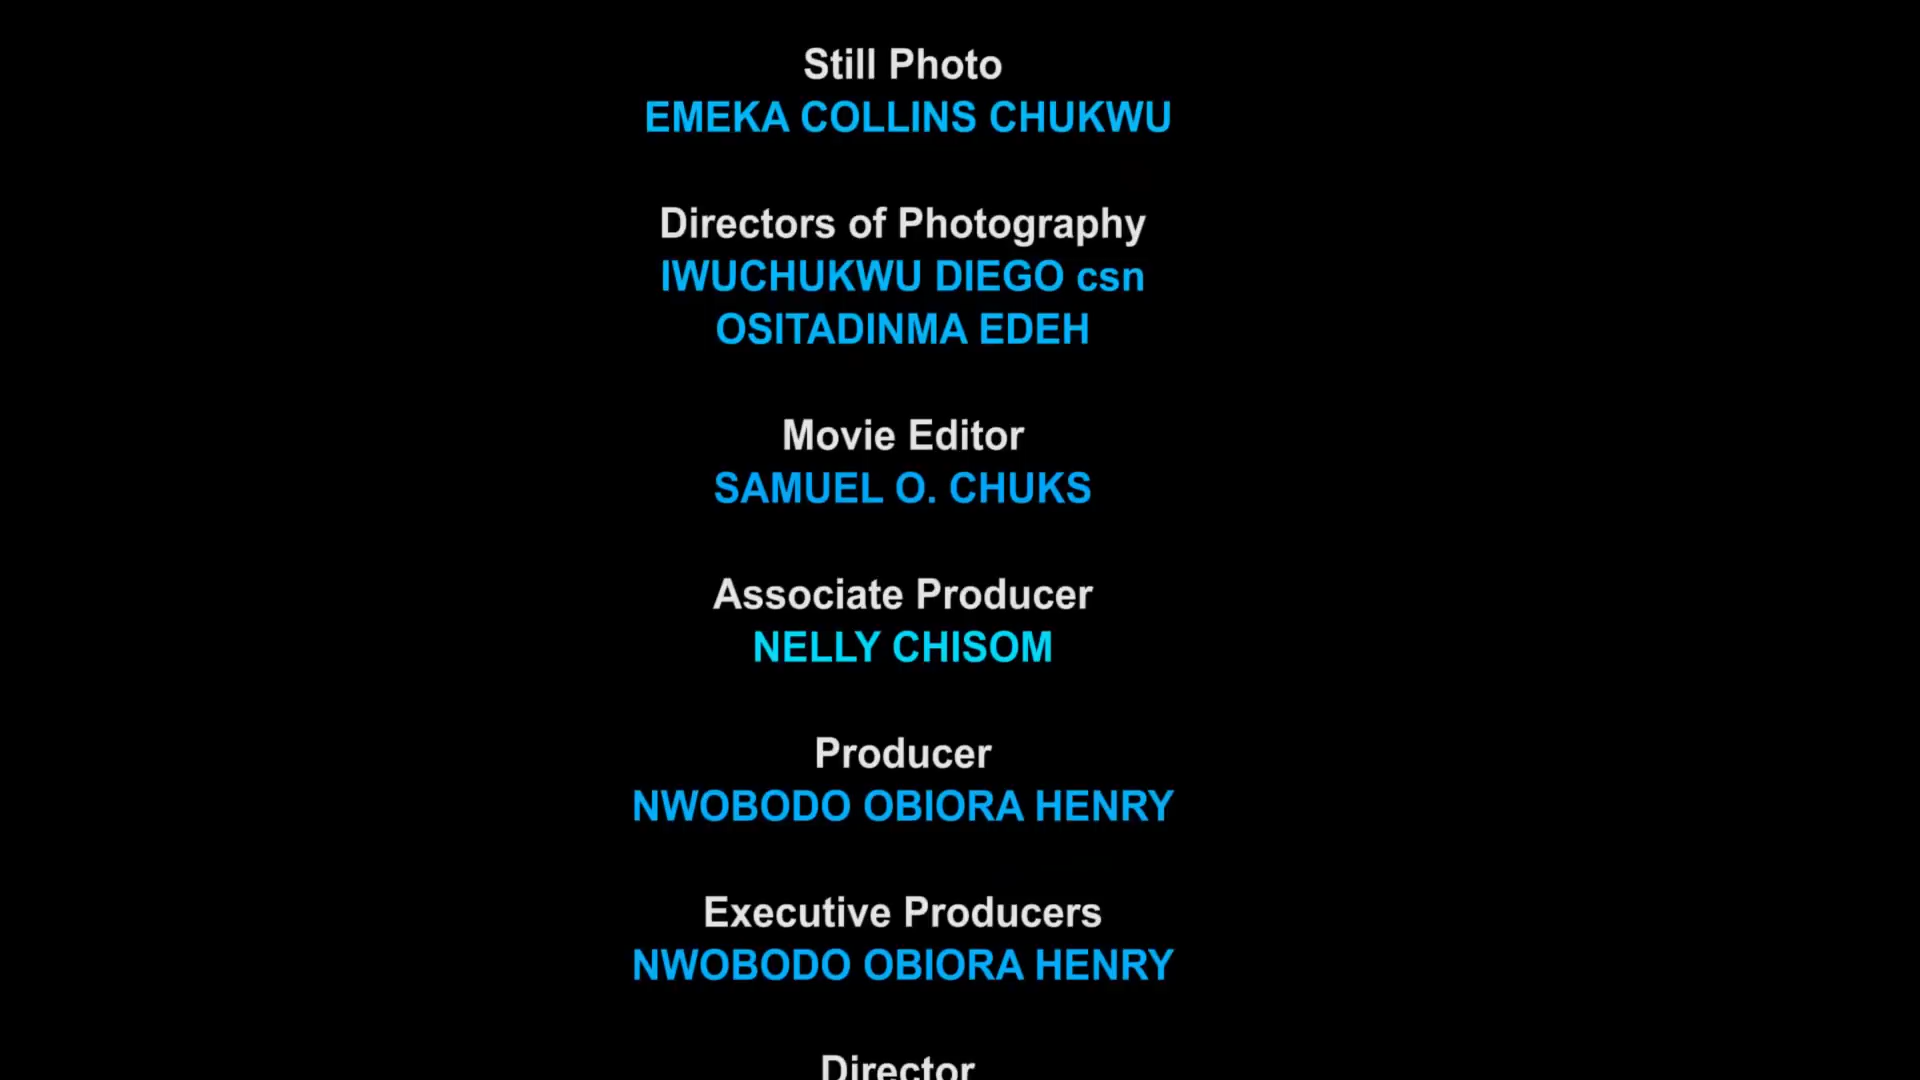 Still Photo
EMEKA COLLINS CHUKWU
Directors of Photography
IWUCHUKWU DIEGO csn
OSITADINMA EDEH
Movie Editor
SAMUEL O. CHUKS
Associate Producer
NELLY CHISOM
Producer
NWOBODO OBIORA HENRY
Executive Producers
NWOBODO OBIORA HENRY
Director